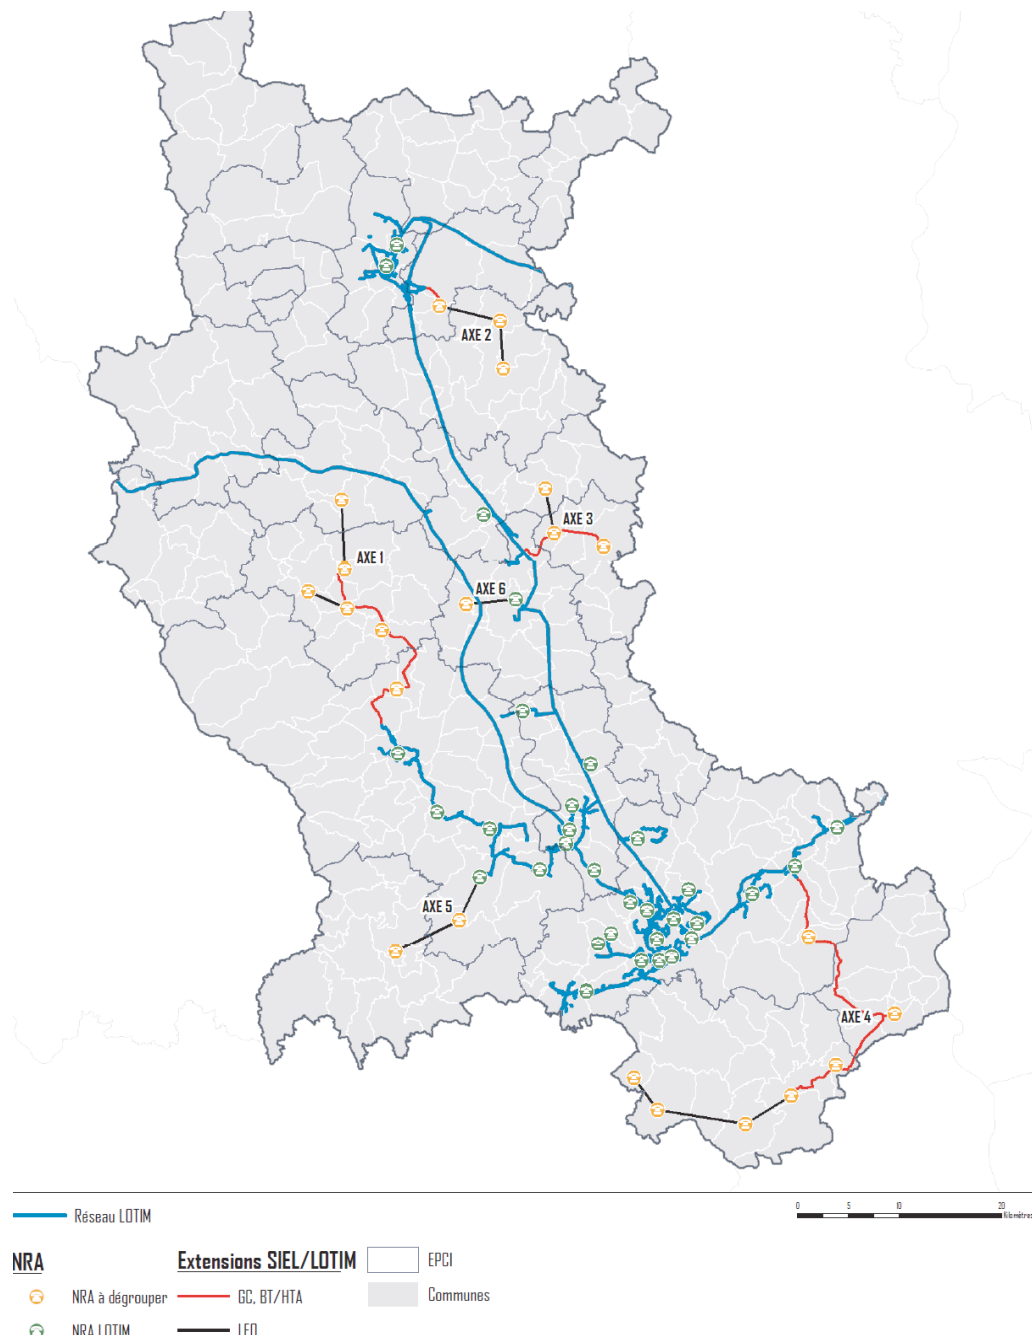 AXE 2
AXE 3
AXE 1
AXE 6
AXE 5
AXE 4
Réseau LOTIM
0 5 10 20
Kilomètres
NRA Extensions SIEL/LOTIM EPCI
NRA à dégrouper GC, BT/HTA Communes
NRA LOTIM LFO